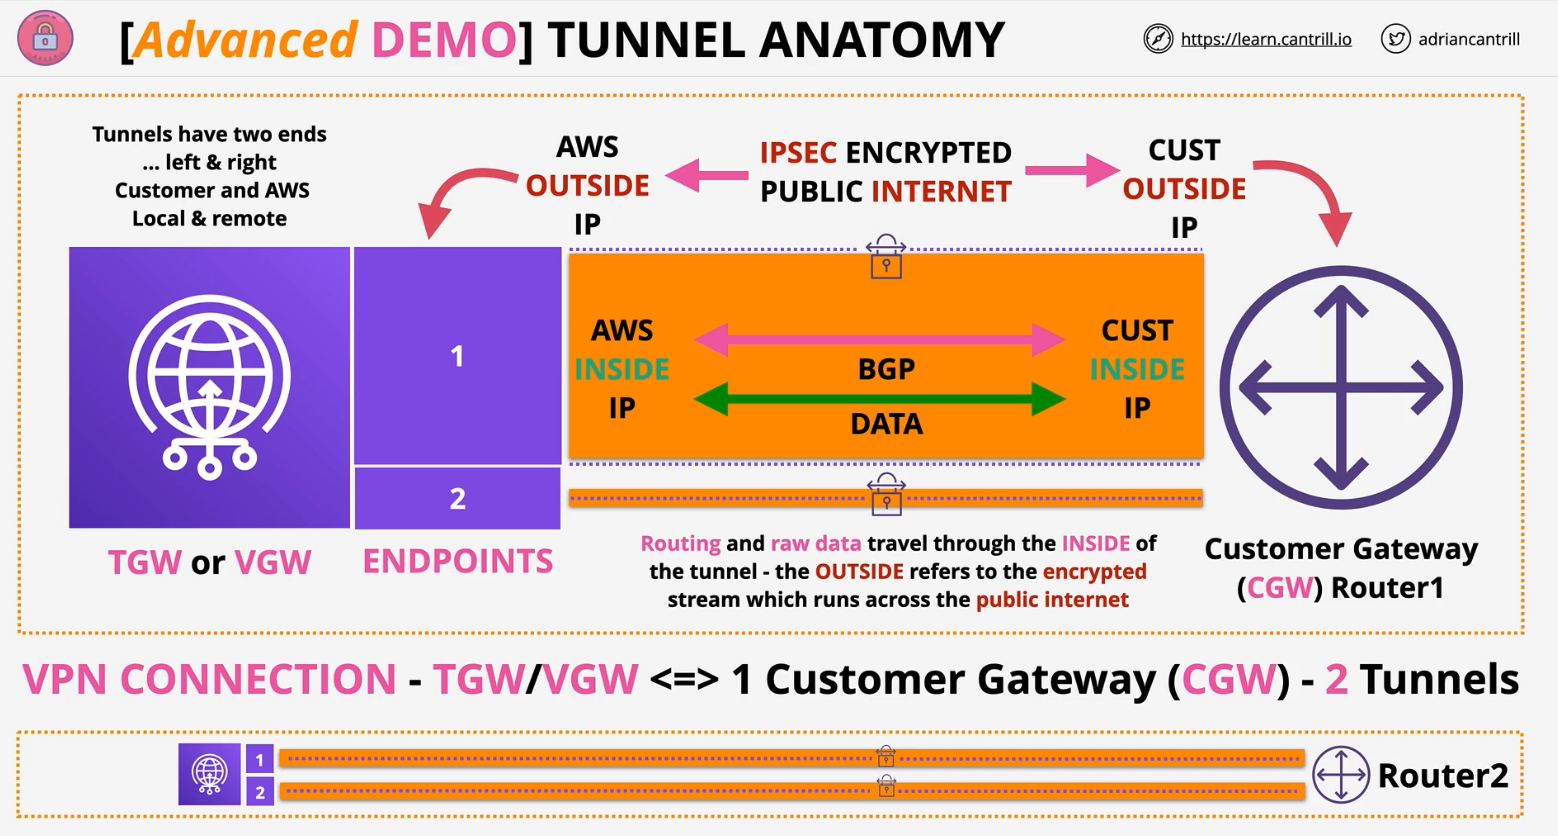 [Advanced DEMO] TUNNEL ANATOMY
https://learn.cantrill.io
adriancantrill
Tunnels have two ends
... left & right
Customer and AWS
Local & remote
AWS
OUTSIDE
IP
IPSEC ENCRYPTED
PUBLIC INTERNET
CUST
OUTSIDE
IP
1
2
AWS
INSIDE
IP
BGP
DATA
CUST
INSIDE
IP
TGW or VGW
ENDPOINTS
Routing and raw data travel through the INSIDE of
the tunnel - the OUTSIDE refers to the encrypted
stream which runs across the public internet
Customer Gateway
(CGW) Router1
VPN CONNECTION - TGW/VGW <=> 1 Customer Gateway (CGW) - 2 Tunnels
1
2
Router2